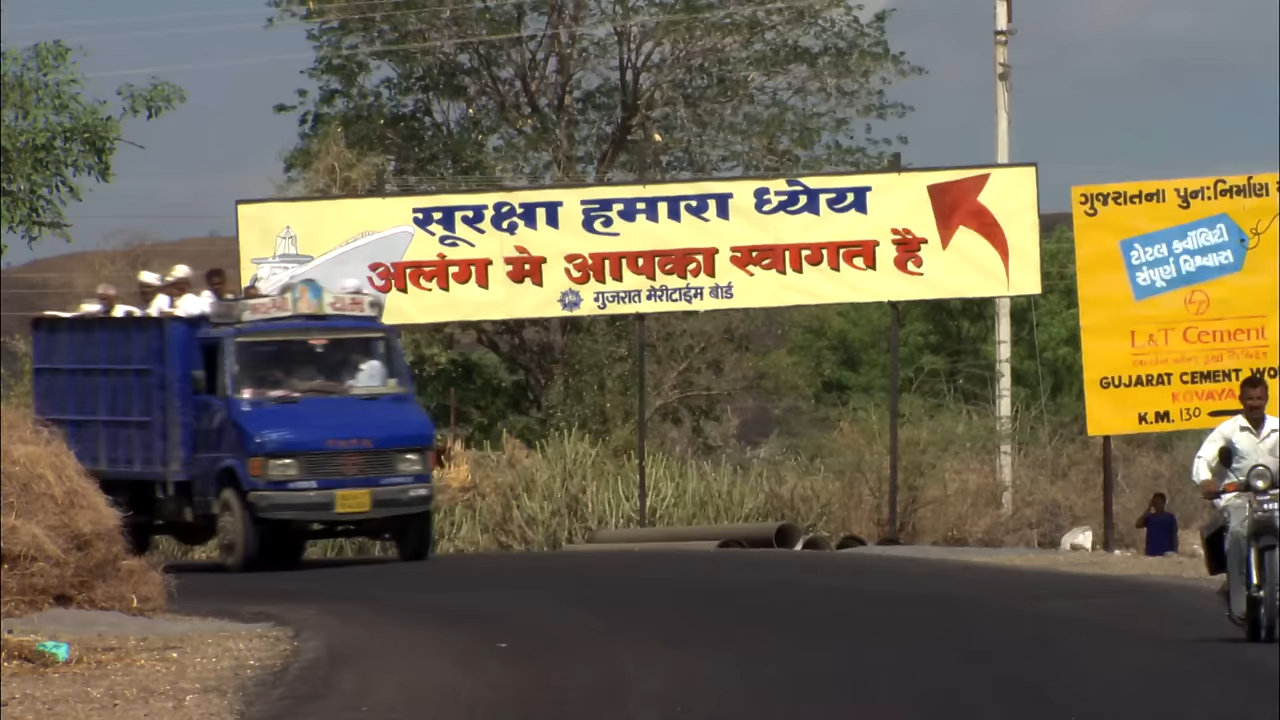 सूरक्षा हमारा ध्येय
अलंग मे आपका स्वागत है
गुजरात मेरीटाईम बोर्ड
ગુજરાતના પુનઃનિર્માણ
ટોટલ ક્વૉલિટી
સંપૂર્ણ વિશ્વાસ
L&T Cement
GUJARAT CEMENT WO
KOVAYA
K.M. 130